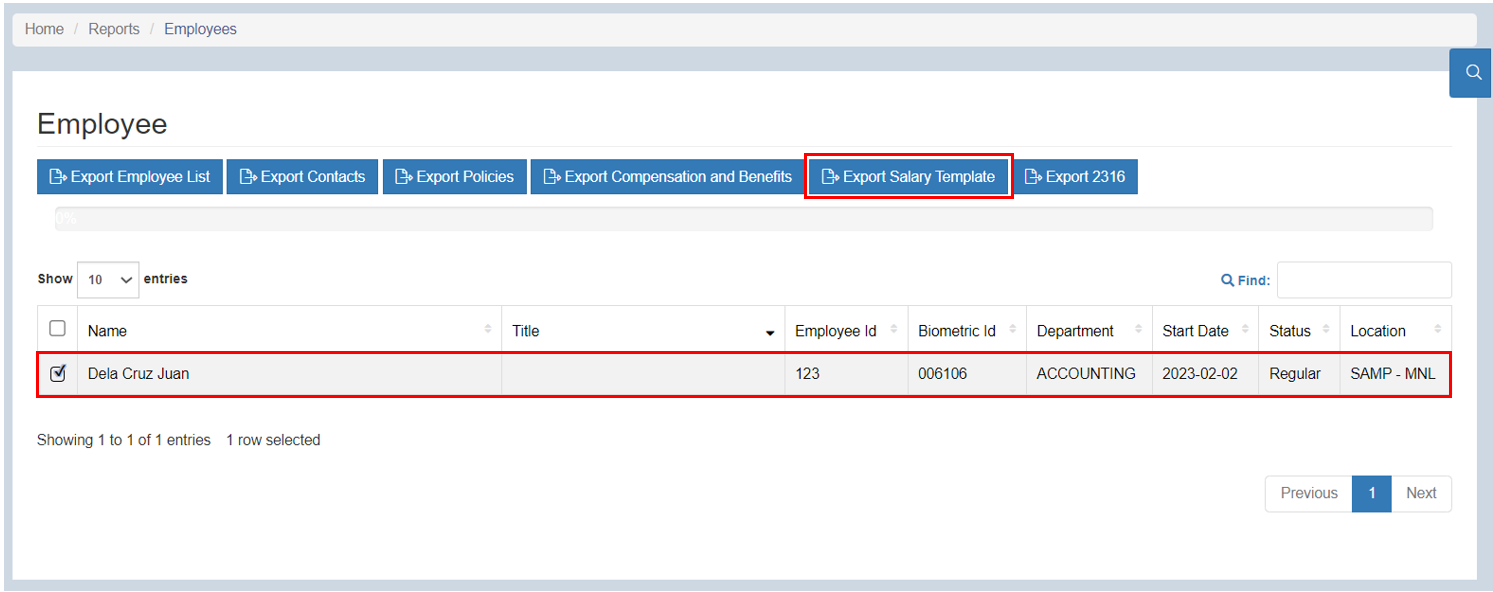 Home / Reports / Employees
Employee
Export Employee List Export Contacts Export Policies Export Compensation and Benefits Export Salary Template Export 2316
0%
Show 10 entries Find:
Name Title Employee Id Biometric Id Department Start Date Status Location
Dela Cruz Juan 123 006106 ACCOUNTING 2023-02-02 Regular SAMP - MNL
Showing 1 to 1 of 1 entries 1 row selected
Previous 1 Next